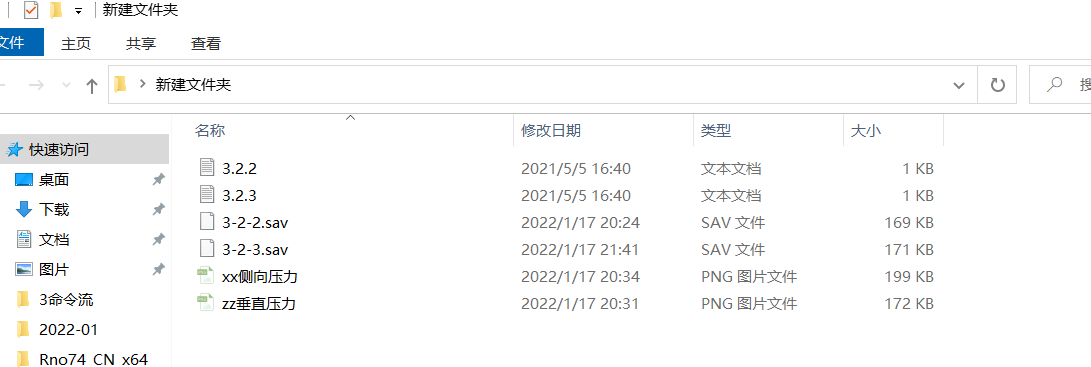 新建文件夹
文件 主页 共享 查看
新建文件夹 搜
名称 修改日期 类型 大小
快速访问
桌面
下载
文档
图片
3命令流
2022-01
Rno74_CN_x64
3.2.2 2021/5/5 16:40 文本文档 1 KB
3.2.3 2021/5/5 16:40 文本文档 1 KB
3-2-2.sav 2022/1/17 20:24 SAV 文件 169 KB
3-2-3.sav 2022/1/17 21:41 SAV 文件 171 KB
xx侧向压力 2022/1/17 20:34 PNG 图片文件 199 KB
zz垂直压力 2022/1/17 20:31 PNG 图片文件 172 KB